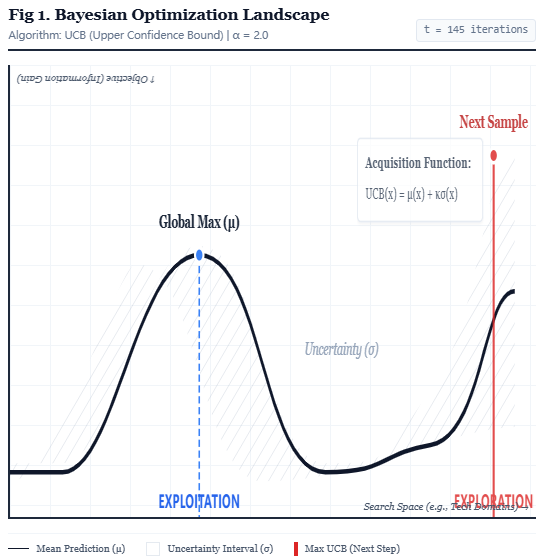 Fig 1. Bayesian Optimization Landscape
Algorithm: UCB (Upper Confidence Bound) | α = 2.0
t = 145 iterations
↑ Objective (Information Gain)
Next Sample
Acquisition Function:
UCB(x) = μ(x) + κσ(x)
Global Max (μ)
Uncertainty (σ)
EXPLOITATION
EXPLORATION
Search Space (e.g., Tech Domains) →
Mean Prediction (μ)
Uncertainty Interval (σ)
Max UCB (Next Step)